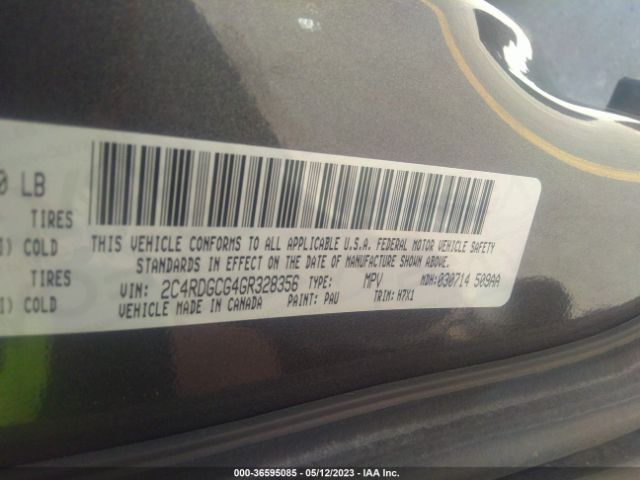 0 LB
TIRES
) COLD
TIRES
) COLD
THIS VEHICLE CONFORMS TO ALL APPLICABLE U.S.A. FEDERAL MOTOR VEHICLE SAFETY
STANDARDS IN EFFECT ON THE DATE OF MANUFACTURE SHOWN ABOVE.
VIN: 2C4RDGCG4GR328356 TYPE: MPV MDH: 030714 509AA
VEHICLE MADE IN CANADA PAINT: PAU TRIM: H7X1
000-36595085 - 05/12/2023 - IAA Inc.